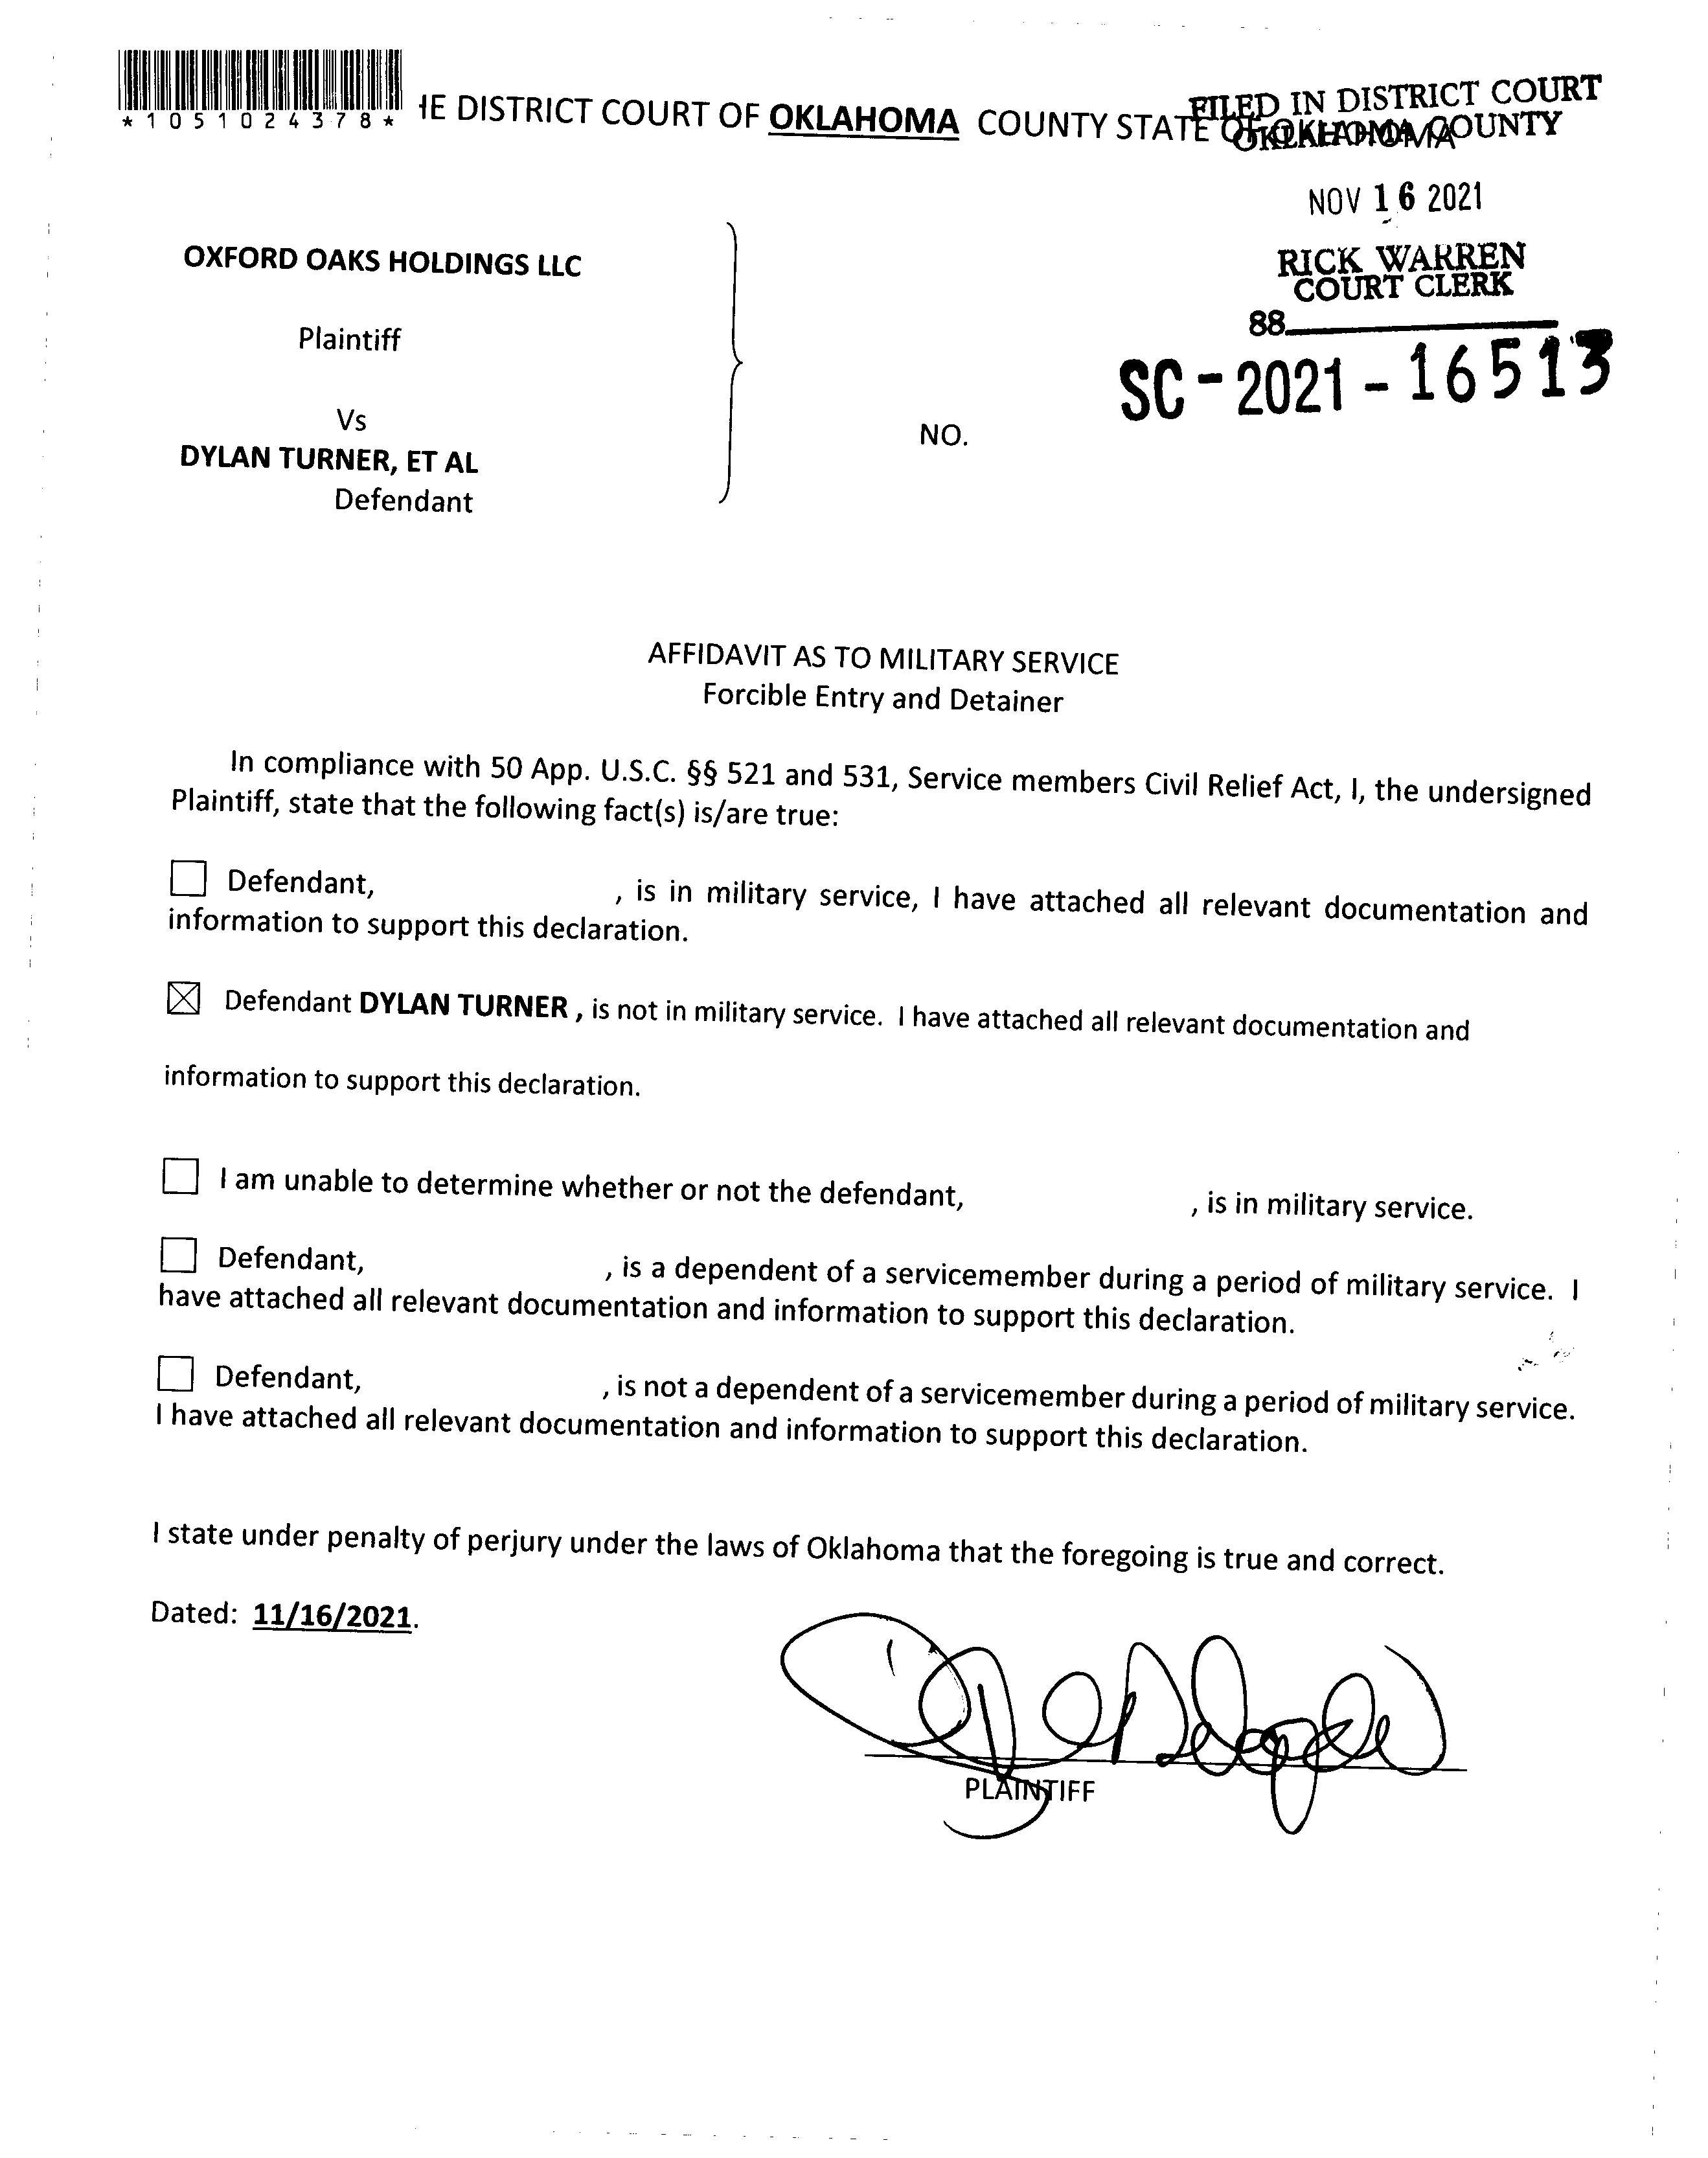 *1051024378*
IE DISTRICT COURT OF OKLAHOMA COUNTY STATE OF OKLAHOMA
FILED IN DISTRICT COURT
OKLAHOMA COUNTY
NOV 16 2021
RICK WARREN
COURT CLERK
88
SC-2021-16513
OXFORD OAKS HOLDINGS LLC
Plaintiff
Vs
NO.
DYLAN TURNER, ET AL
Defendant
AFFIDAVIT AS TO MILITARY SERVICE
Forcible Entry and Detainer
In compliance with 50 App. U.S.C. §§ 521 and 531, Service members Civil Relief Act, I, the undersigned
Plaintiff, state that the following fact(s) is/are true:
☐ Defendant, , is in military service, I have attached all relevant documentation and
information to support this declaration.
☒ Defendant DYLAN TURNER , is not in military service. I have attached all relevant documentation and
information to support this declaration.
☐ I am unable to determine whether or not the defendant, , is in military service.
☐ Defendant, , is a dependent of a servicemember during a period of military service. I
have attached all relevant documentation and information to support this declaration.
☐ Defendant, , is not a dependent of a servicemember during a period of military service.
I have attached all relevant documentation and information to support this declaration.
I state under penalty of perjury under the laws of Oklahoma that the foregoing is true and correct.
Dated: 11/16/2021.
PLAINTIFF